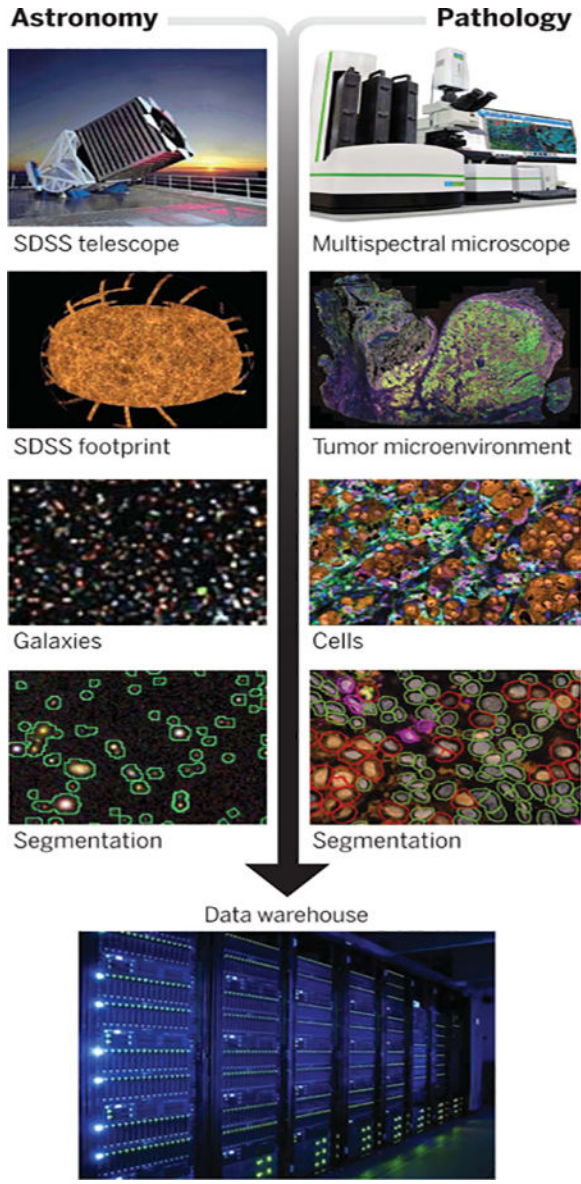 Astronomy
Pathology
SDSS telescope
Multispectral microscope
SDSS footprint
Tumor microenvironment
Galaxies
Cells
Segmentation
Segmentation
Data warehouse